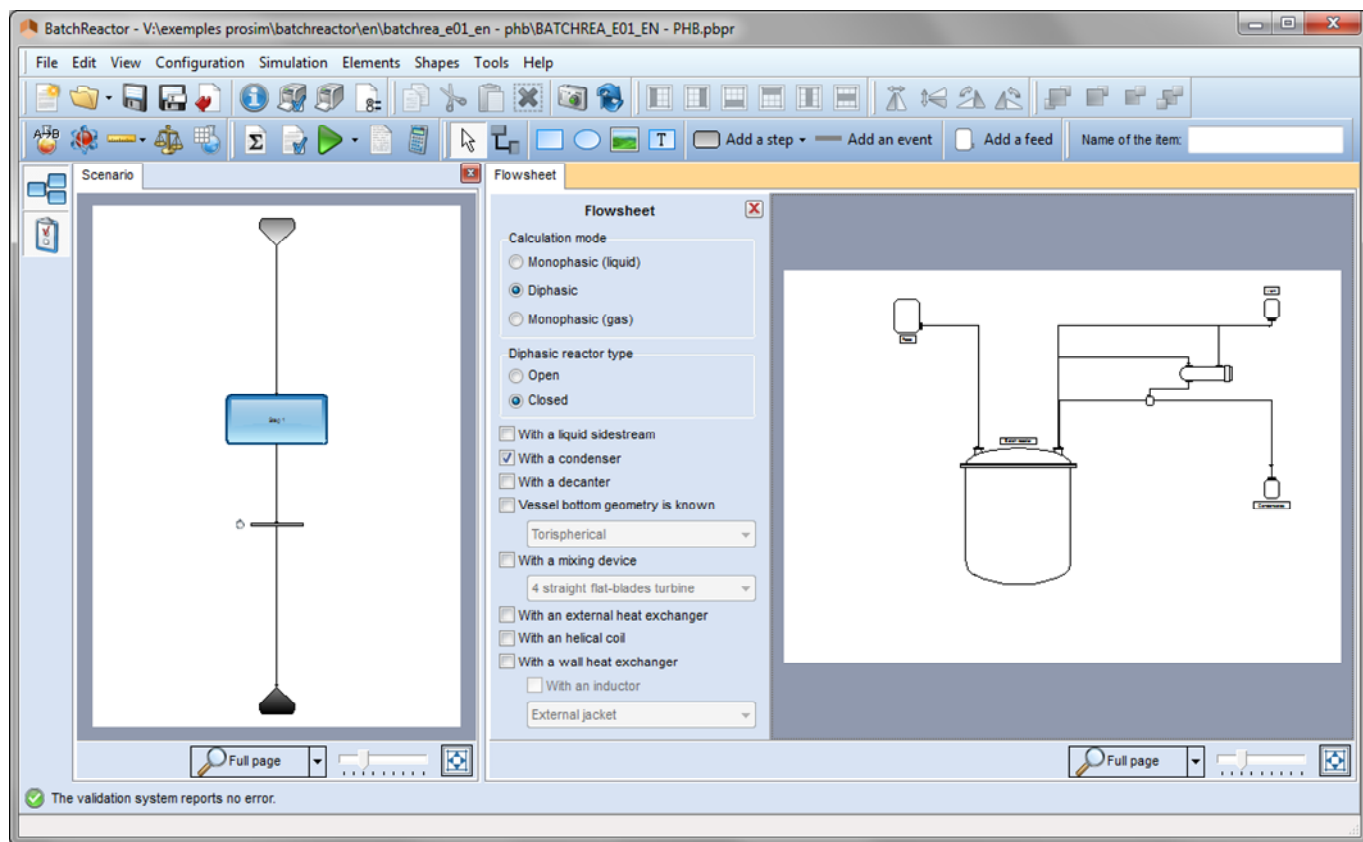 BatchReactor - V:\exemples prosim\batchreactor\en\batchrea_e01_en - phb\BATCHREA_E01_EN - PHB.pbpr
File Edit View Configuration Simulation Elements Shapes Tools Help
8=
A→B Σ T Add a step Add an event Add a feed Name of the item:
Scenario
Flowsheet
Flowsheet
Calculation mode
Monophasic (liquid)
Diphasic
Monophasic (gas)
Diphasic reactor type
Open
Closed
With a liquid sidestream
With a condenser
With a decanter
Vessel bottom geometry is known
Torispherical
With a mixing device
4 straight flat-blades turbine
With an external heat exchanger
With an helical coil
With a wall heat exchanger
With an inductor
External jacket
Full page
Full page
The validation system reports no error.